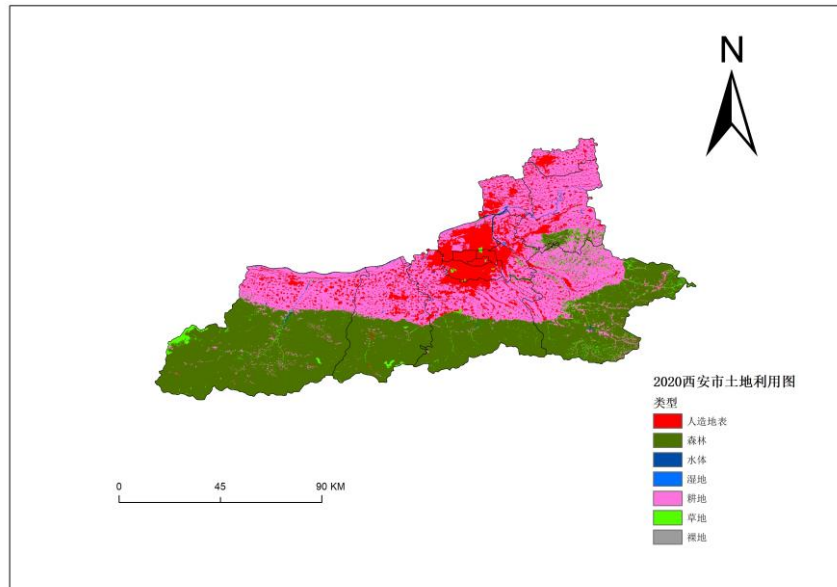 N
2020西安市土地利用图
类型
人造地表
森林
水体
湿地
耕地
草地
裸地
0 45 90 KM